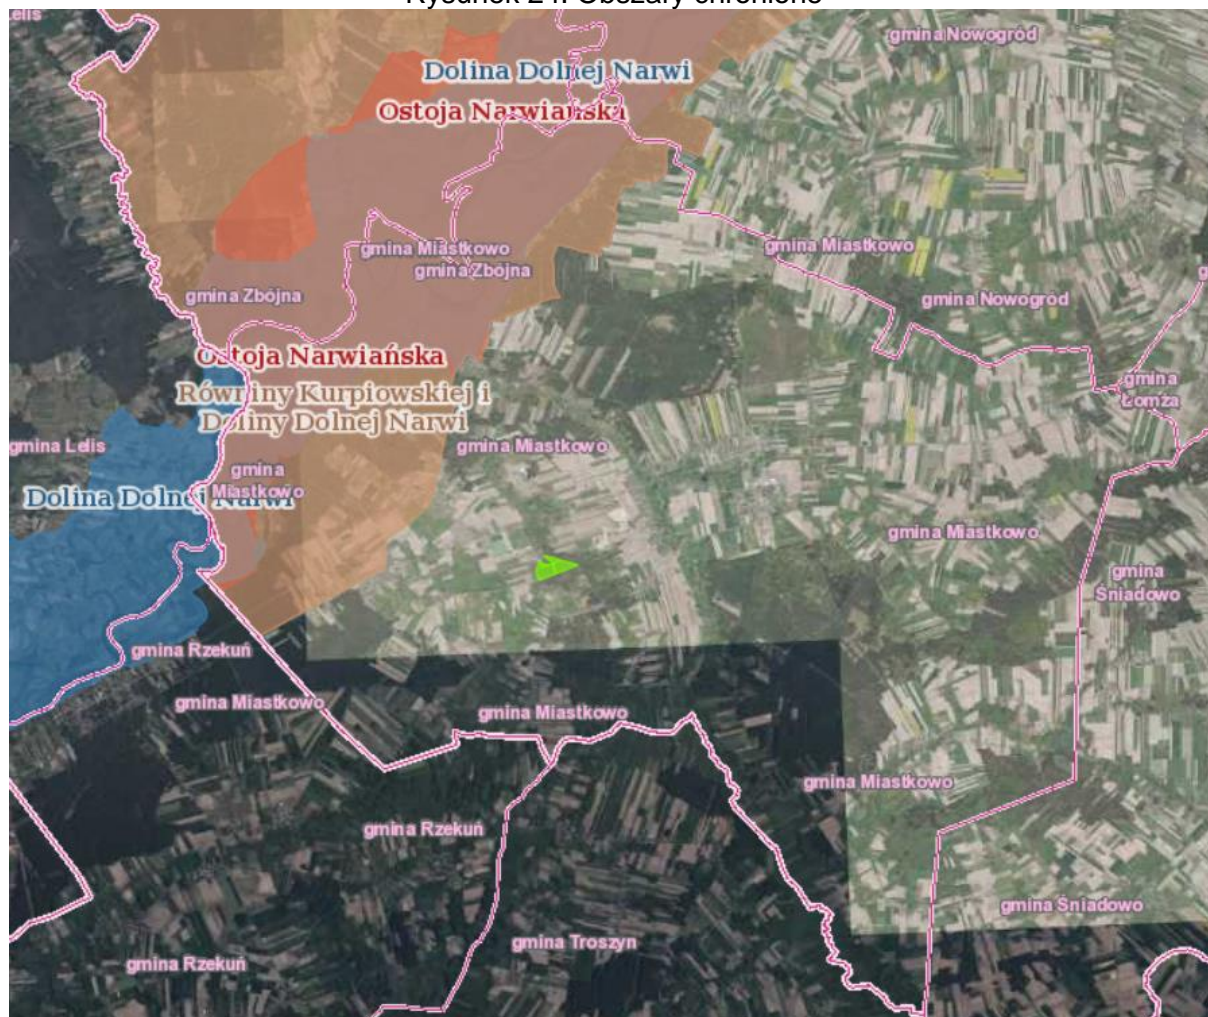 elis
gmina Nowogród
Dolina Dolnej Narwi
Ostoja Narwiańska
gmina Miastkowo
gmina Miastkowo
gmina Zbójna
gmina Zbójna
gmina Nowogród
Ostoja Narwiańska
gmina
Łomża
Równiny Kurpiowskiej i
Doliny Dolnej Narwi
gmina Lelis
gmina Miastkowo
gmina
Miastkowo
Dolina Dolnej Narwi
gmina Miastkowo
gmina
Śniadowo
gmina Rzekuń
gmina Miastkowo
gmina Miastkowo
gmina Miastkowo
gmina Rzekuń
gmina Śniadowo
gmina Troszyn
gmina Rzekuń